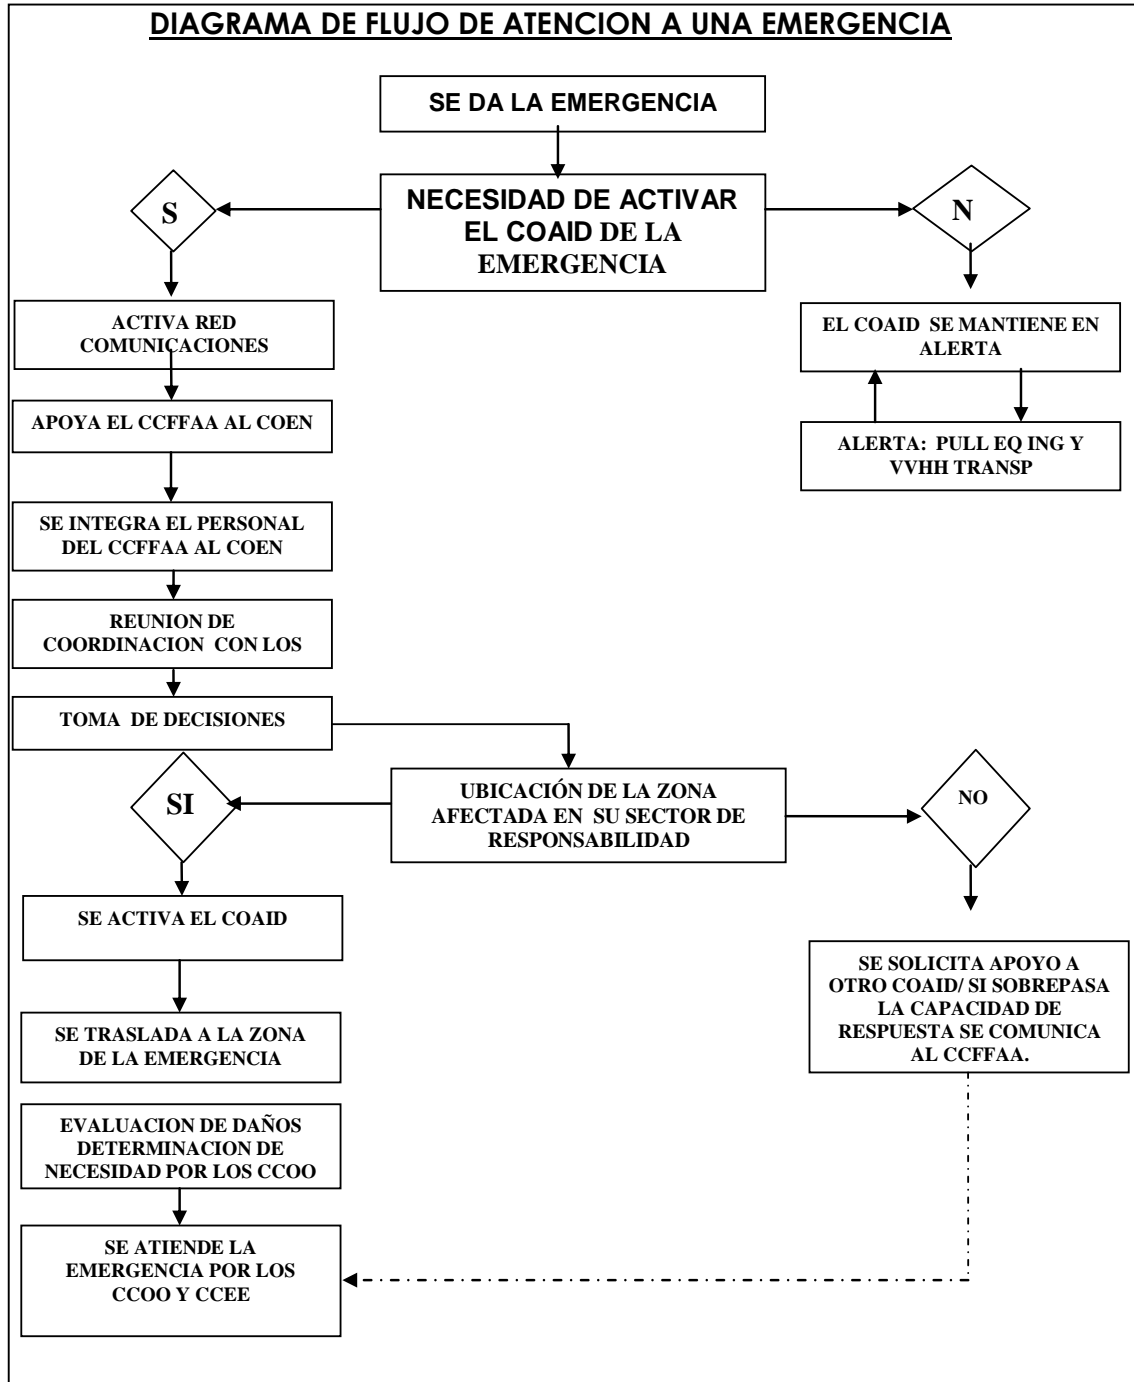 DIAGRAMA DE FLUJO DE ATENCION A UNA EMERGENCIA
SE DA LA EMERGENCIA
NECESIDAD DE ACTIVAR
EL COAID DE LA
EMERGENCIA
S
N
ACTIVA RED
COMUNICACIONES
EL COAID SE MANTIENE EN
ALERTA
APOYA EL CCFFAA AL COEN
ALERTA: PULL EQ ING Y
VVHH TRANSP
SE INTEGRA EL PERSONAL
DEL CCFFAA AL COEN
REUNION DE
COORDINACION CON LOS
TOMA DE DECISIONES
UBICACIÓN DE LA ZONA
AFECTADA EN SU SECTOR DE
RESPONSABILIDAD
SI
NO
SE ACTIVA EL COAID
SE TRASLADA A LA ZONA
DE LA EMERGENCIA
SE SOLICITA APOYO A
OTRO COAID/ SI SOBREPASA
LA CAPACIDAD DE
RESPUESTA SE COMUNICA
AL CCFFAA.
EVALUACION DE DAÑOS
DETERMINACION DE
NECESIDAD POR LOS CCOO
SE ATIENDE LA
EMERGENCIA POR LOS
CCOO Y CCEE